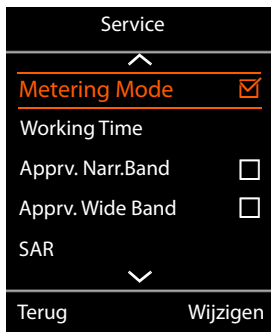 Service
Metering Mode
Working Time
Apprv. Narr.Band
Apprv. Wide Band
SAR
Terug Wijzigen